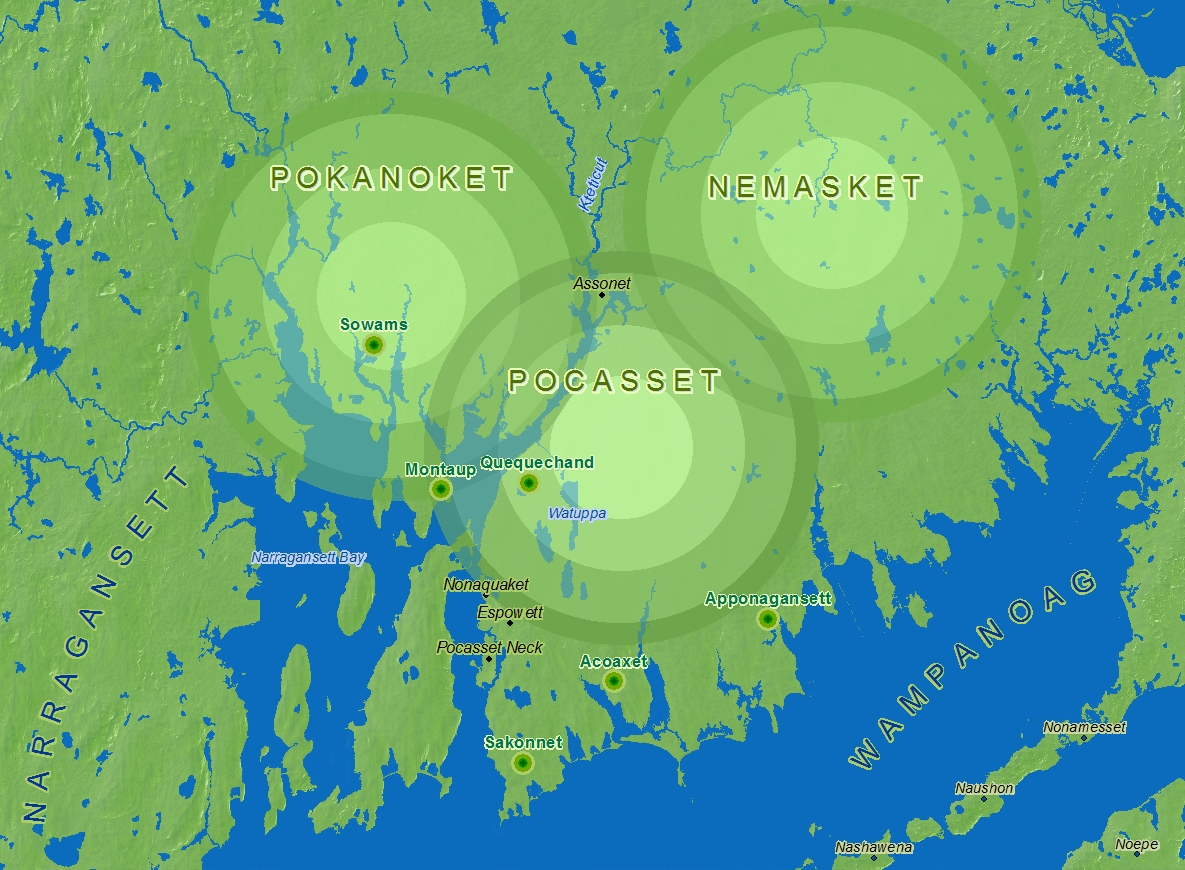 POKANOKET
NEMASKET
Kteticut
Assonet
Sowams
POCASSET
Quequechand
Montaup
Watuppa
NARRAGANSETT
Narragansett Bay
Nonaquaket
Espowett
Pocasset Neck
Apponagansett
Acoaxet
WAMPANOAG
Sakonnet
Nonamesset
Naushon
Nashawena
Noepe